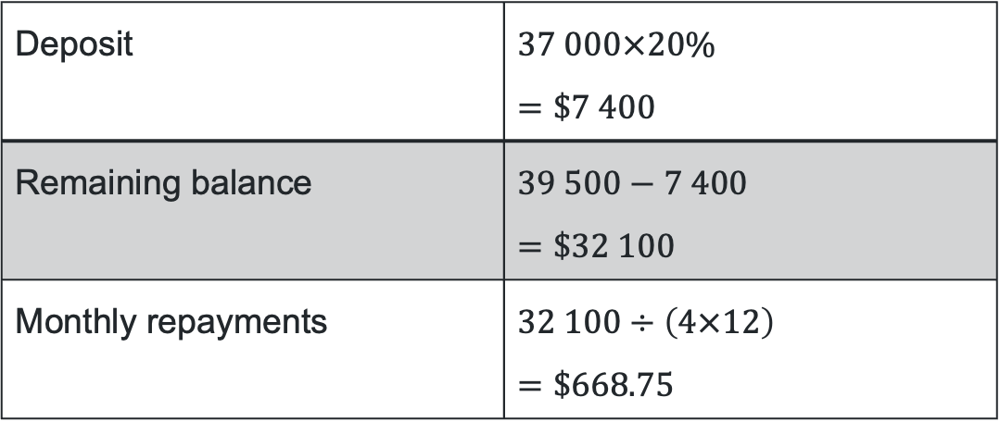 Deposit
37 000×20%
= $7 400
Remaining balance
39 500 − 7 400
= $32 100
Monthly repayments
32 100 ÷ (4×12)
= $668.75